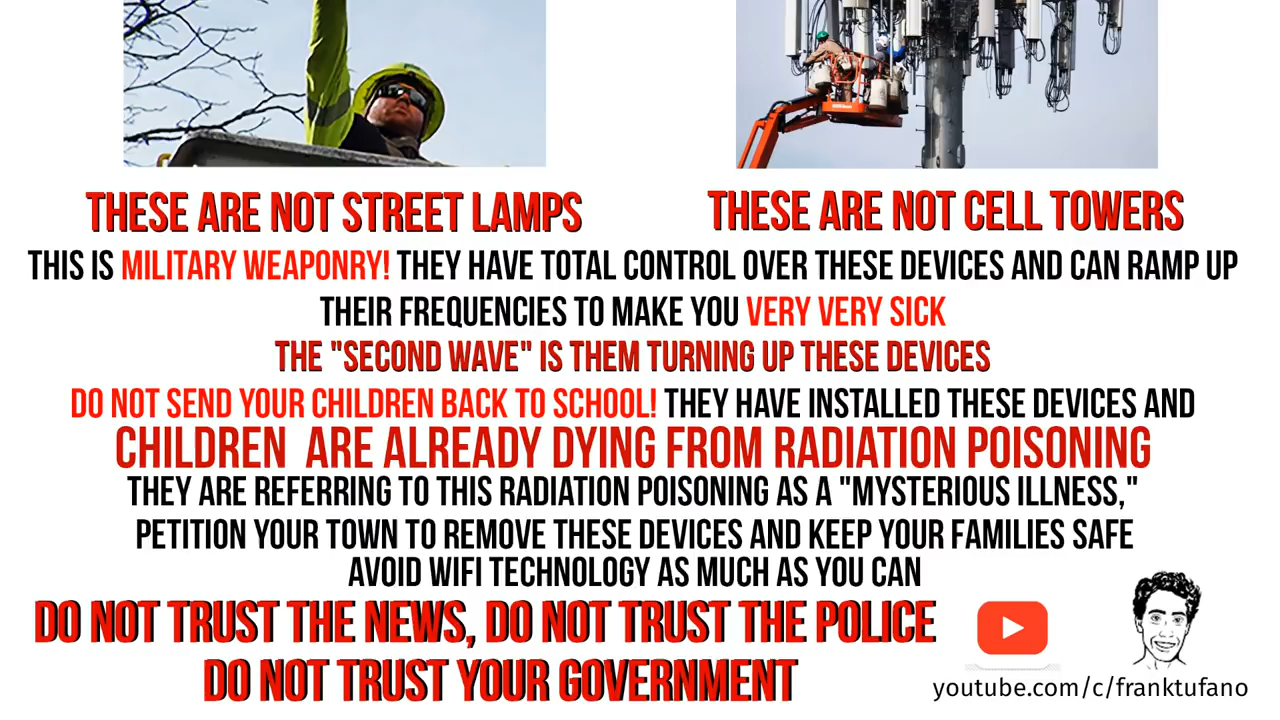 THESE ARE NOT STREET LAMPS
THESE ARE NOT CELL TOWERS
THIS IS MILITARY WEAPONRY! THEY HAVE TOTAL CONTROL OVER THESE DEVICES AND CAN RAMP UP
THEIR FREQUENCIES TO MAKE YOU VERY VERY SICK
THE "SECOND WAVE" IS THEM TURNING UP THESE DEVICES
DO NOT SEND YOUR CHILDREN BACK TO SCHOOL! THEY HAVE INSTALLED THESE DEVICES AND
CHILDREN ARE ALREADY DYING FROM RADIATION POISONING
THEY ARE REFERRING TO THIS RADIATION POISONING AS A "MYSTERIOUS ILLNESS,"
PETITION YOUR TOWN TO REMOVE THESE DEVICES AND KEEP YOUR FAMILIES SAFE
AVOID WIFI TECHNOLOGY AS MUCH AS YOU CAN
DO NOT TRUST THE NEWS, DO NOT TRUST THE POLICE
DO NOT TRUST YOUR GOVERNMENT
youtube.com/c/franktufano